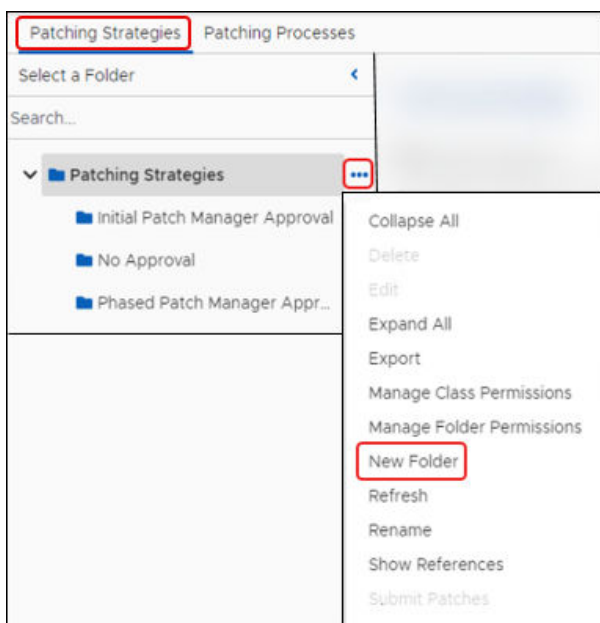 Patching Strategies Patching Processes
Select a Folder
Search...
Patching Strategies
Initial Patch Manager Approval
No Approval
Phased Patch Manager Appr...
Collapse All
Delete
Edit
Expand All
Export
Manage Class Permissions
Manage Folder Permissions
New Folder
Refresh
Rename
Show References
Submit Patches